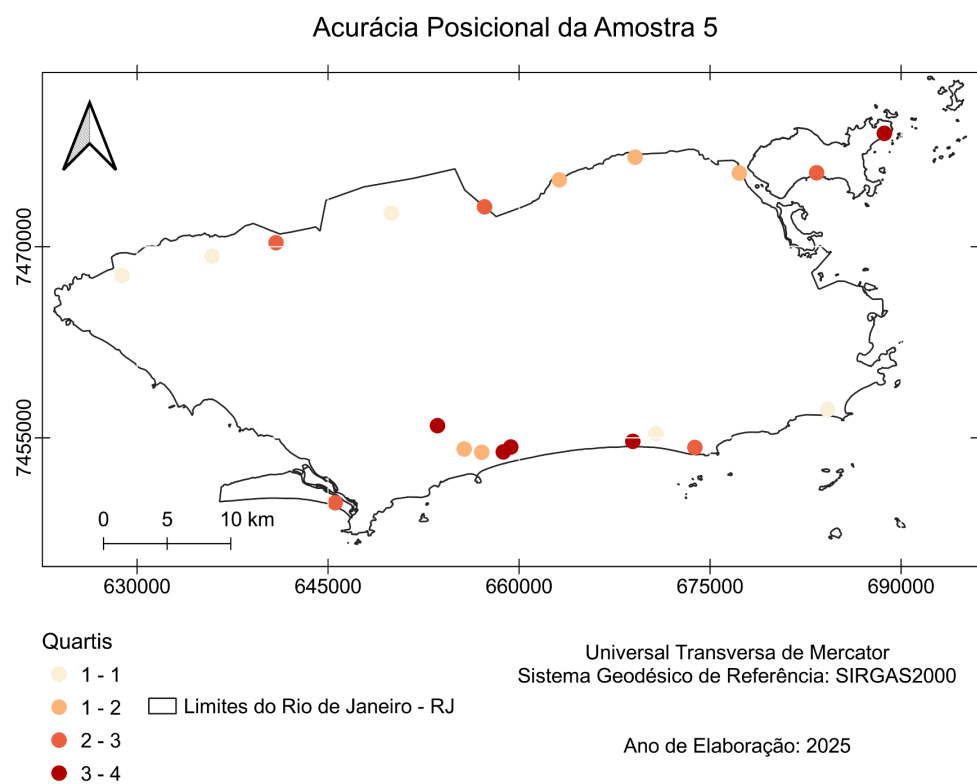 Acurácia Posicional da Amostra 5
7470000
7455000
0 5 10 km
630000 645000 660000 675000 690000
Quartis
1 - 1
1 - 2
2 - 3
3 - 4
Limites do Rio de Janeiro - RJ
Universal Transversa de Mercator
Sistema Geodésico de Referência: SIRGAS2000
Ano de Elaboração: 2025